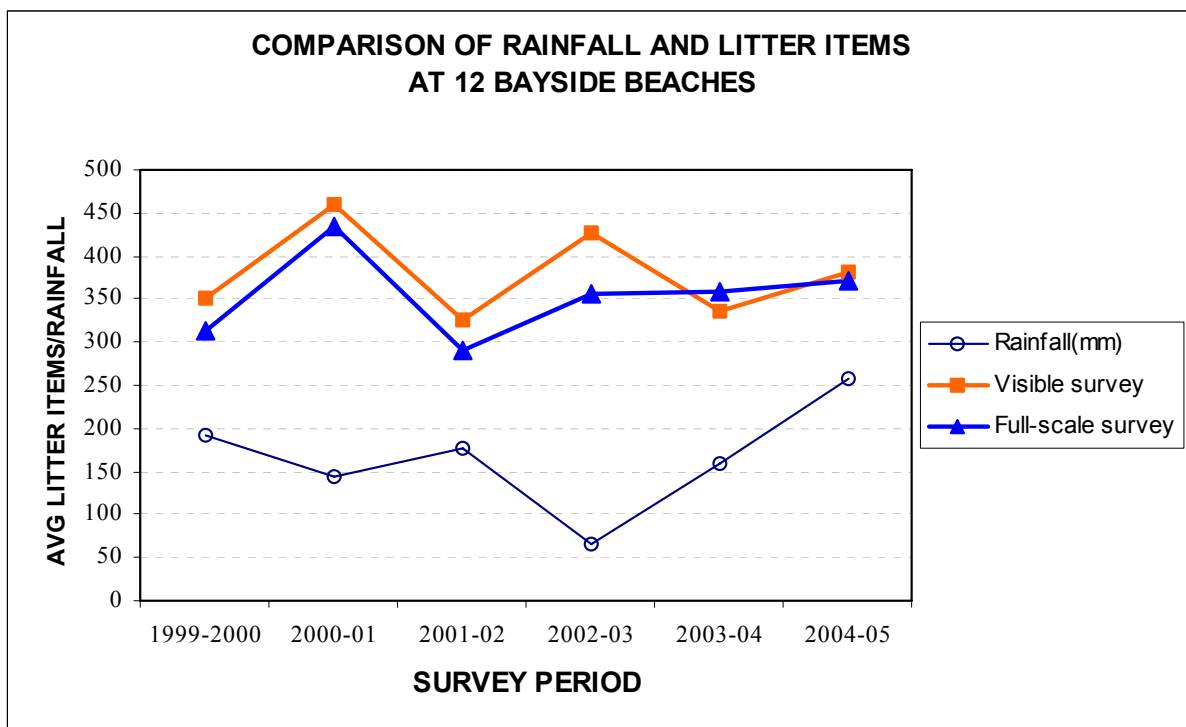 COMPARISON OF RAINFALL AND LITTER ITEMS
AT 12 BAYSIDE BEACHES
AVG LITTER ITEMS/RAINFALL
500
450
400
350
300
250
200
150
100
50
0
1999-2000 2000-01 2001-02 2002-03 2003-04 2004-05
SURVEY PERIOD
Rainfall(mm)
Visible survey
Full-scale survey